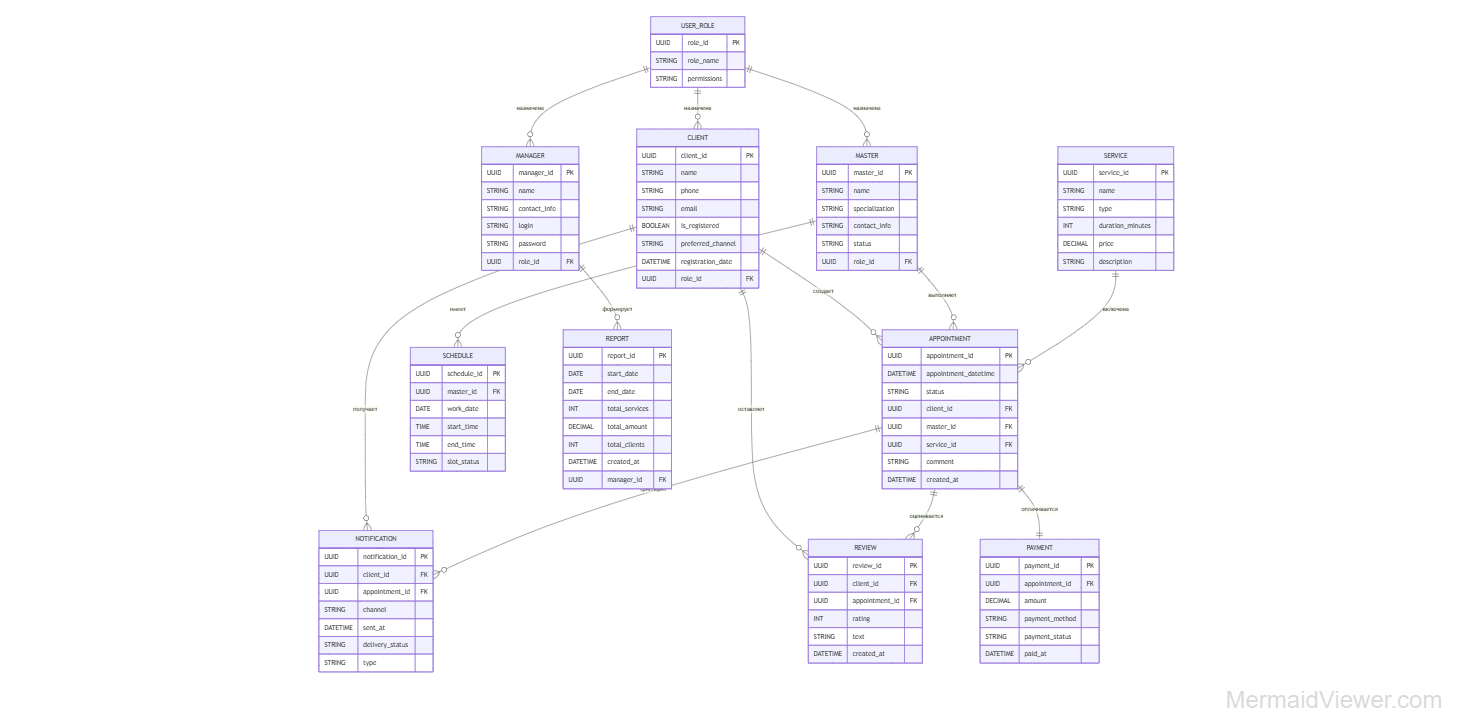 USER_ROLE
UUID role_id PK
STRING role_name
STRING permissions
назначена
назначена
назначена
MANAGER
UUID manager_id PK
STRING name
STRING contact_info
STRING login
STRING password
UUID role_id FK
CLIENT
UUID client_id PK
STRING name
STRING phone
STRING email
BOOLEAN is_registered
STRING preferred_channel
DATETIME registration_date
UUID role_id FK
MASTER
UUID master_id PK
STRING name
STRING specialization
STRING contact_info
STRING status
UUID role_id FK
SERVICE
UUID service_id PK
STRING name
STRING type
INT duration_minutes
DECIMAL price
STRING description
создает
выполняет
имеет
формирует
включена
SCHEDULE
UUID schedule_id PK
UUID master_id FK
DATE work_date
TIME start_time
TIME end_time
STRING slot_status
REPORT
UUID report_id PK
DATE start_date
DATE end_date
INT total_services
DECIMAL total_amount
INT total_clients
DATETIME created_at
UUID manager_id FK
APPOINTMENT
UUID appointment_id PK
DATETIME appointment_datetime
STRING status
UUID client_id FK
UUID master_id FK
UUID service_id FK
STRING comment
DATETIME created_at
получает
оставляет
оценивается
оплачивается
NOTIFICATION
UUID notification_id PK
UUID client_id FK
UUID appointment_id FK
STRING channel
DATETIME sent_at
STRING delivery_status
STRING type
REVIEW
UUID review_id PK
UUID client_id FK
UUID appointment_id FK
INT rating
STRING text
DATETIME created_at
PAYMENT
UUID payment_id PK
UUID appointment_id FK
DECIMAL amount
STRING payment_method
STRING payment_status
DATETIME paid_at
MermaidViewer.com